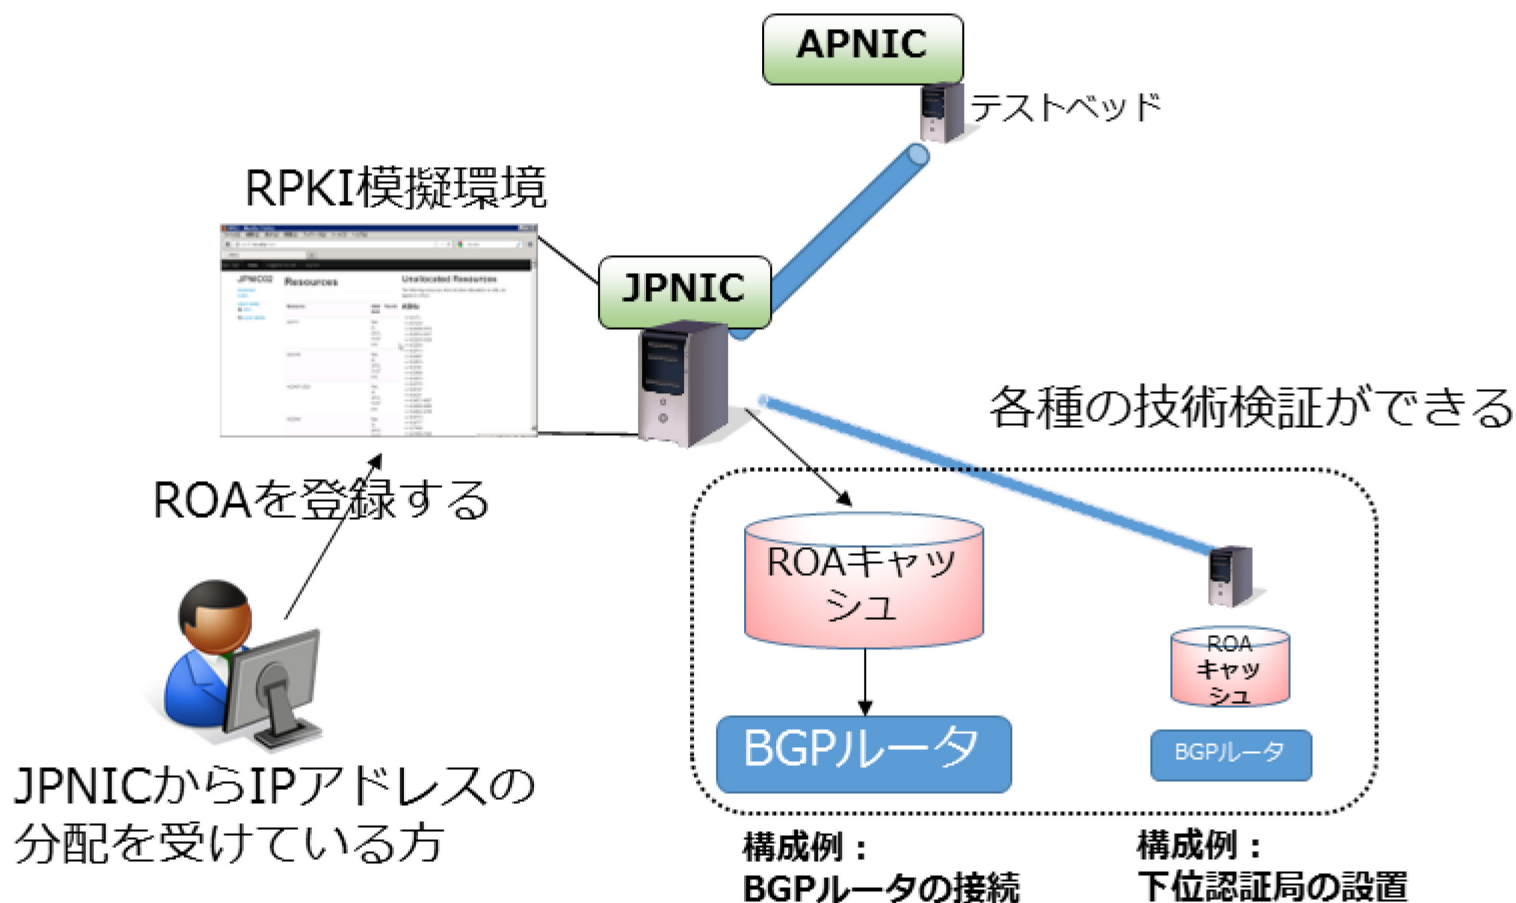 APNIC
テストベッド
RPKI模擬環境
JPNIC02
Resources
Unallocated Resources
JPNIC
各種の技術検証ができる
ROAを登録する
ROAキャッ
シュ
ROA
キャッ
シュ
BGPルータ
BGPルータ
JPNICからIPアドレスの
分配を受けている方
構成例：
BGPルータの接続
構成例：
下位認証局の設置